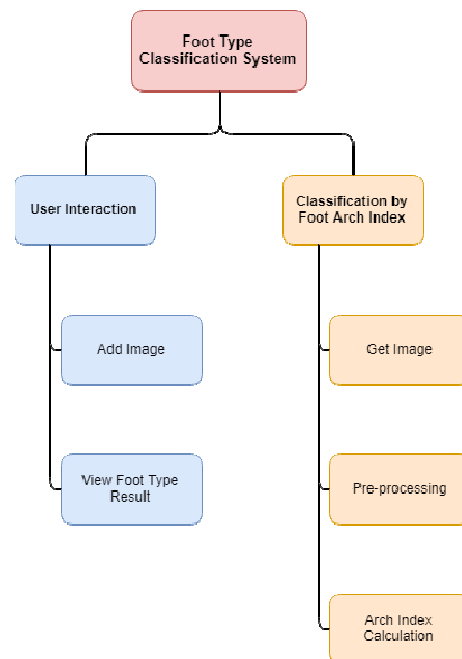 Foot Type
Classification System
User Interaction
Classification by
Foot Arch Index
Add Image
Get Image
View Foot Type
Result
Pre-processing
Arch Index
Calculation